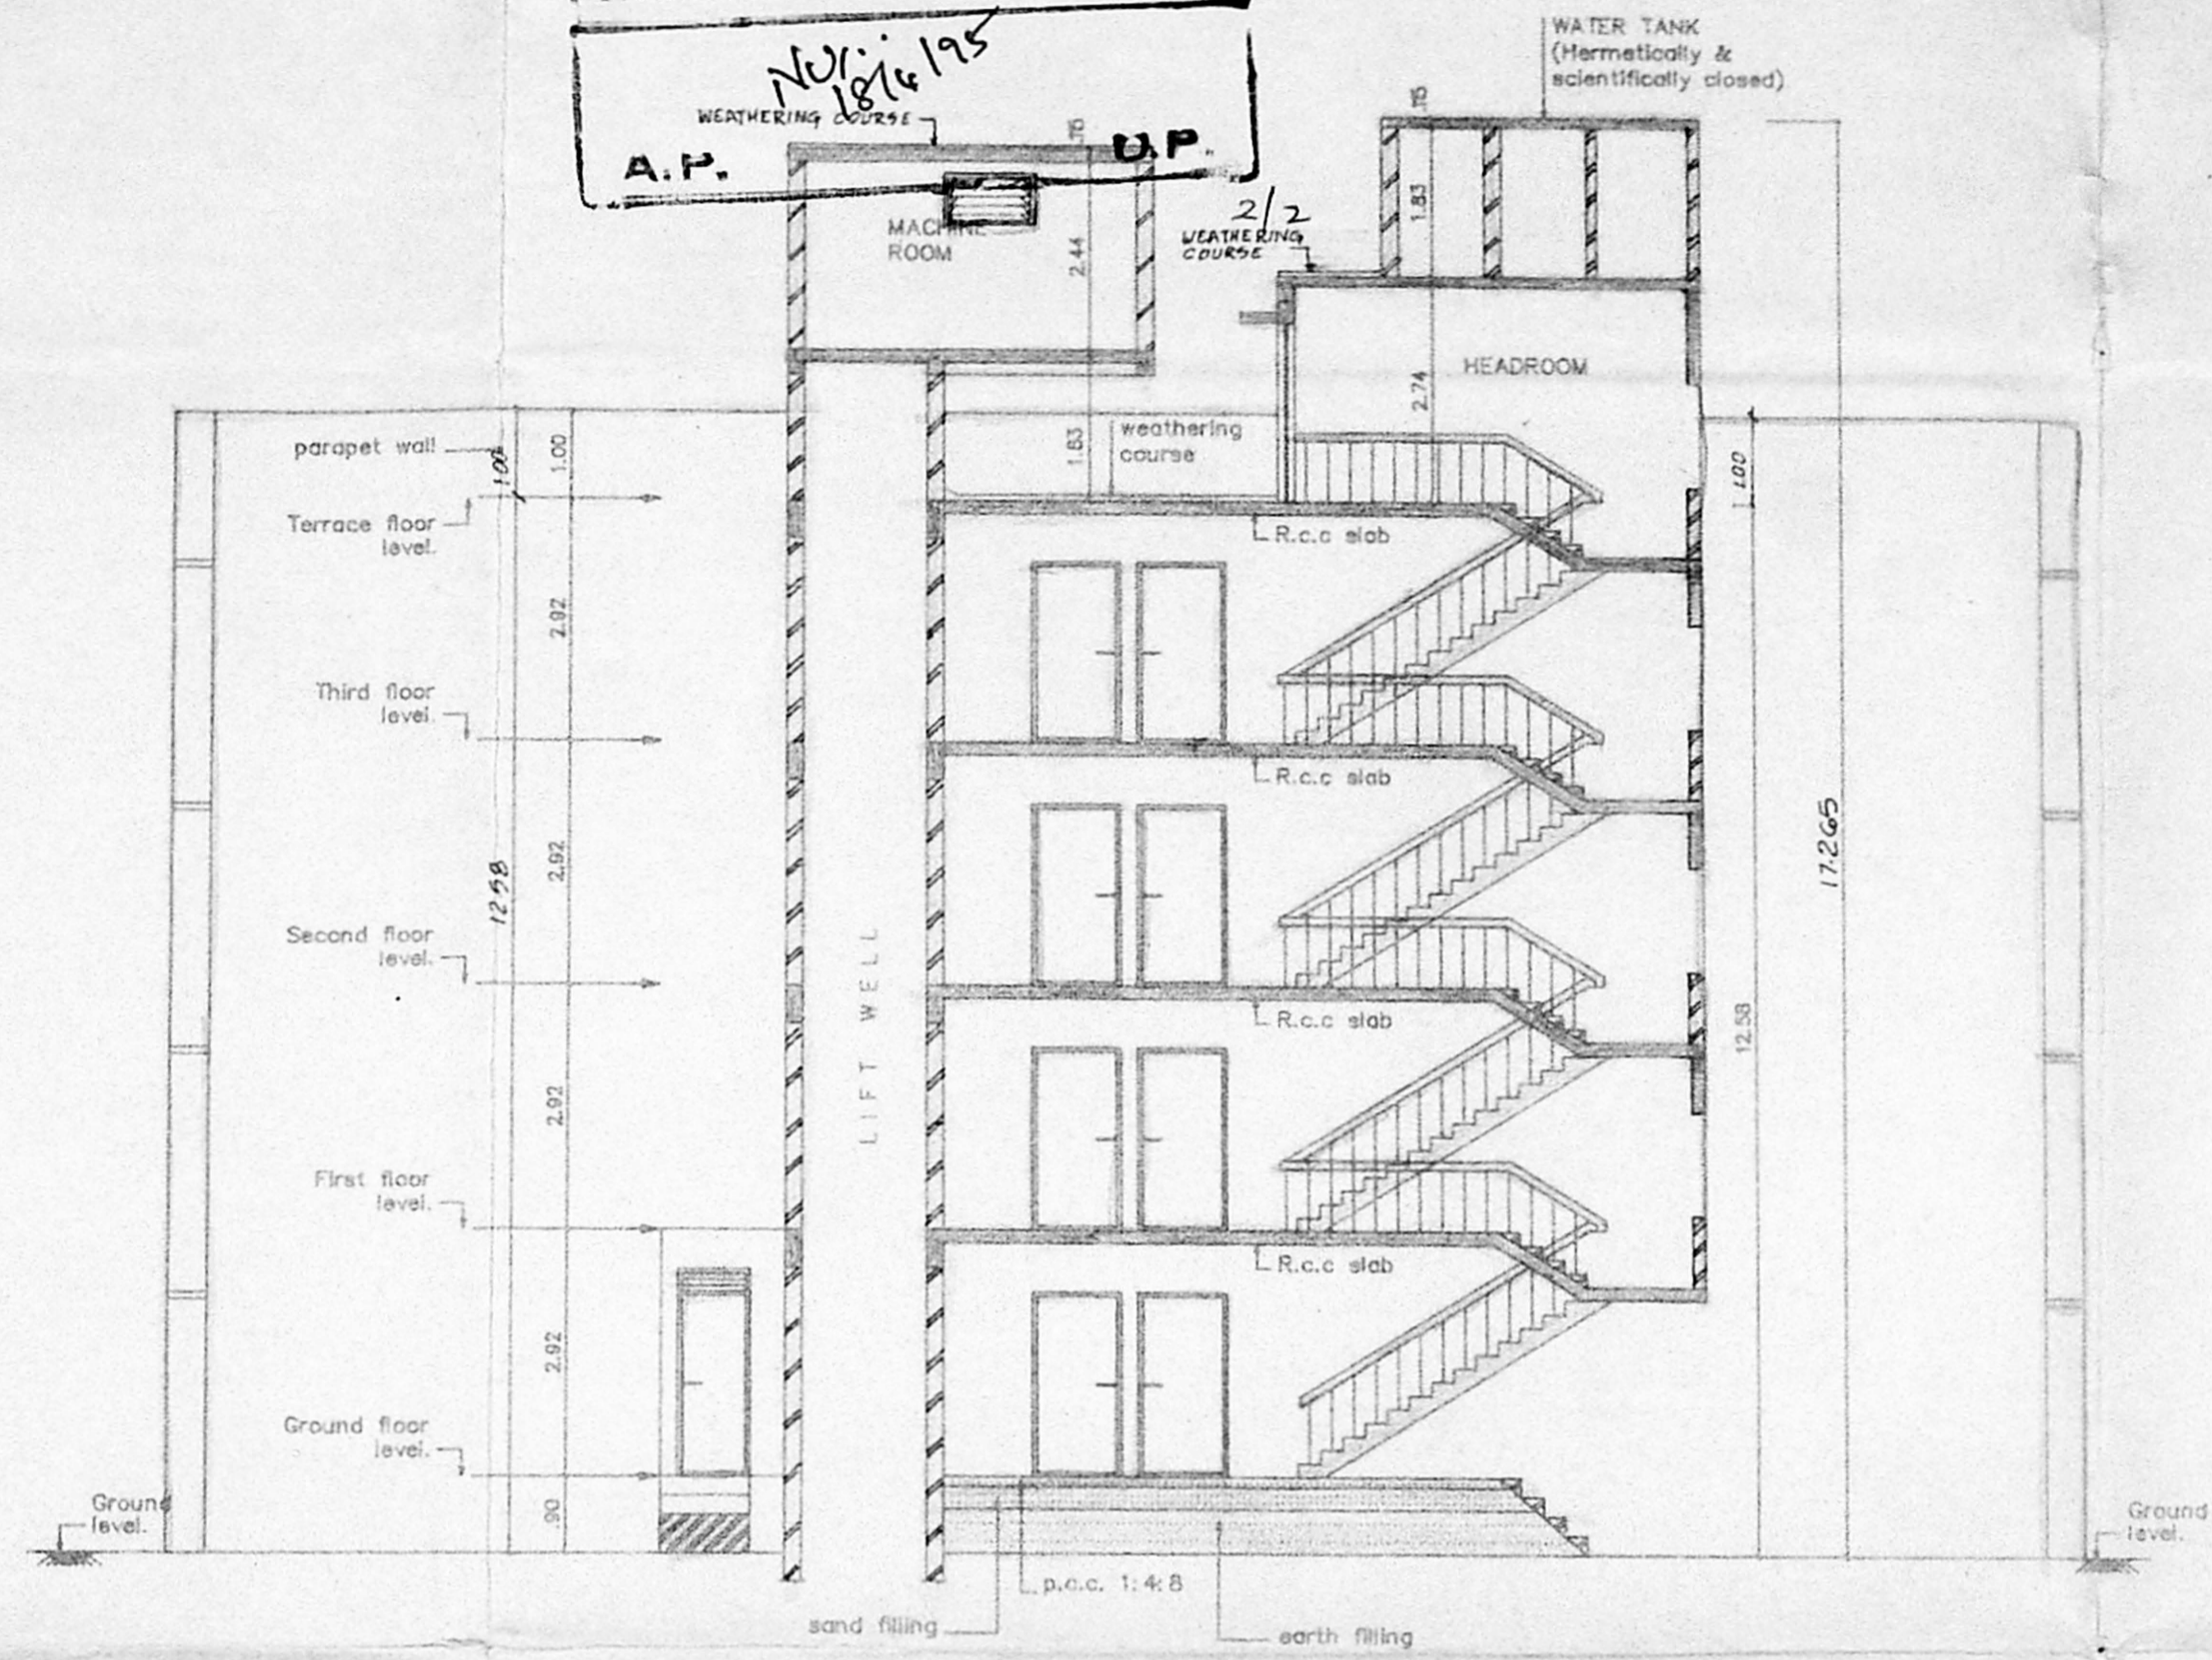 WATER TANK
(Hermetically &
scientifically closed)
18/4/95
WEATHERING COURSE
A.P.
U.P.
.115
.115
MACHINE
ROOM
2.44
1.83
2/2
WEATHERING
COURSE
HEADROOM
2.74
parapet wall
1.00
1.00
1.83
weathering
course
1.00
Terrace floor
level.
R.c.c slab
2.92
Third floor
level.
R.c.c slab
2.92
12.58
17.265
Second floor
level.
R.c.c slab
LIFT WELL
12.58
2.92
First floor
level.
R.c.c slab
2.92
Ground floor
level.
.90
Ground
level.
Ground
level.
p.c.c. 1:4:8
sand filling
earth filling